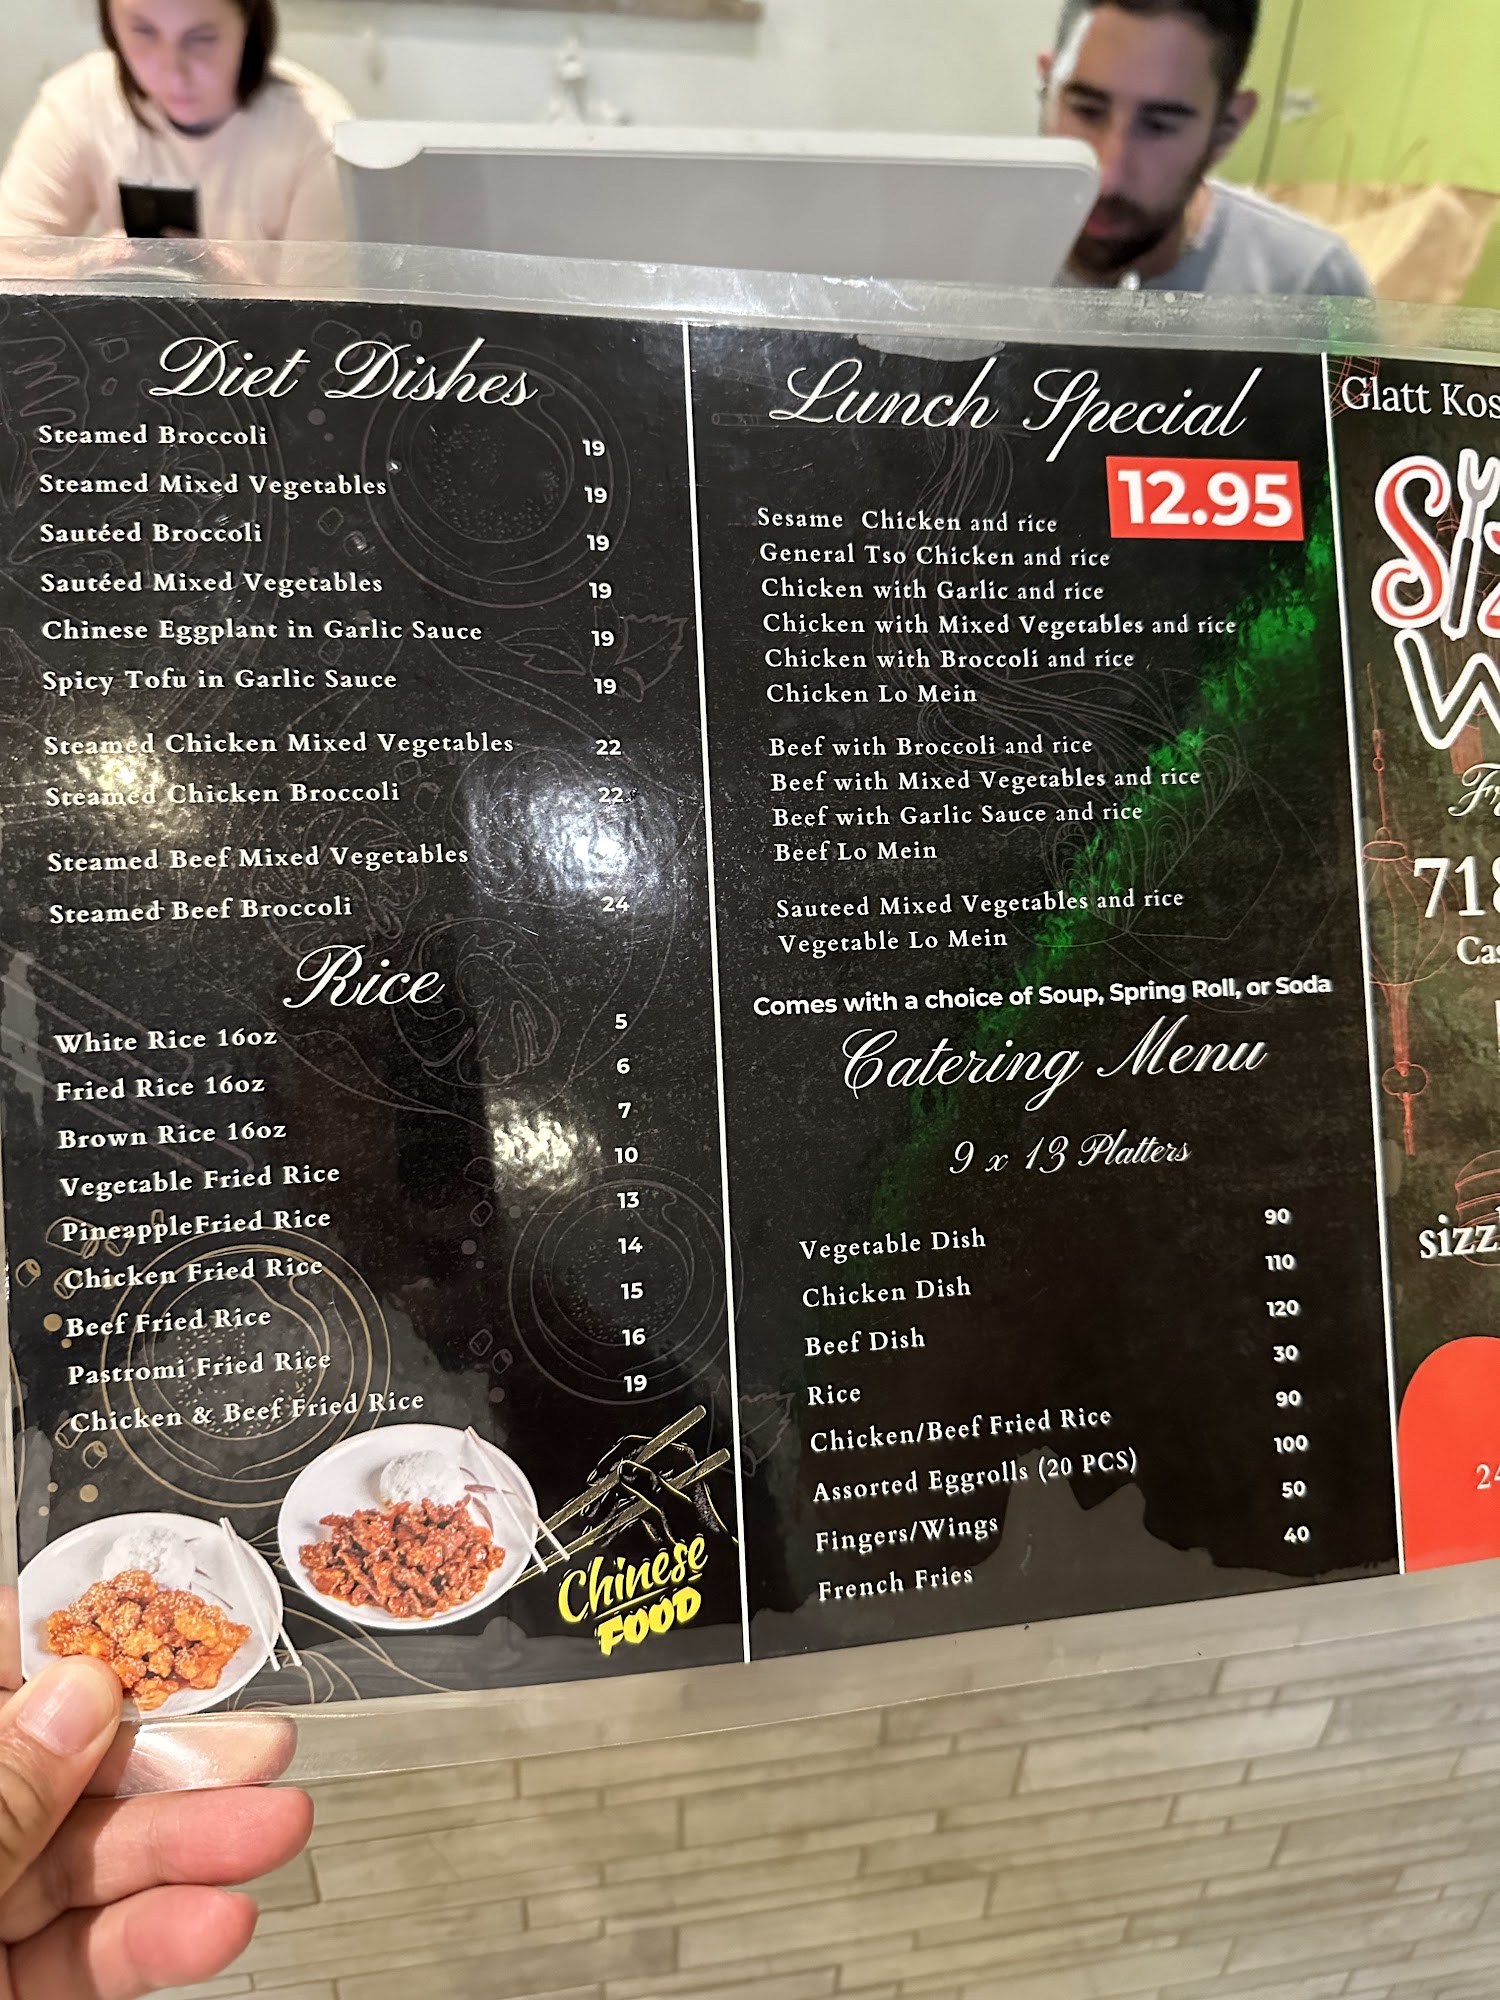 Diet Dishes
Steamed Broccoli 19
Steamed Mixed Vegetables 19
Sautéed Broccoli 19
Sautéed Mixed Vegetables 19
Chinese Eggplant in Garlic Sauce 19
Spicy Tofu in Garlic Sauce 19
Steamed Chicken Mixed Vegetables 22
Steamed Chicken Broccoli 22
Steamed Beef Mixed Vegetables
Steamed Beef Broccoli 24
Rice
White Rice 16oz 5
Fried Rice 16oz 6
Brown Rice 16oz 7
Vegetable Fried Rice 10
PineappleFried Rice 13
Chicken Fried Rice 14
Beef Fried Rice 15
Pastromi Fried Rice 16
Chicken & Beef Fried Rice 19
Chinese
FOOD
Lunch Special
12.95
Sesame Chicken and rice
General Tso Chicken and rice
Chicken with Garlic and rice
Chicken with Mixed Vegetables and rice
Chicken with Broccoli and rice
Chicken Lo Mein
Beef with Broccoli and rice
Beef with Mixed Vegetables and rice
Beef with Garlic Sauce and rice
Beef Lo Mein
Sauteed Mixed Vegetables and rice
Vegetable Lo Mein
Comes with a choice of Soup, Spring Roll, or Soda
Catering Menu
9 x 13 Platters
Vegetable Dish 90
Chicken Dish 110
Beef Dish 120
Rice 30
Chicken/Beef Fried Rice 90
Assorted Eggrolls (20 PCS) 100
Fingers/Wings 50
French Fries 40
Glatt Kos
Siz
W
Fr
718
Cas
sizz
24